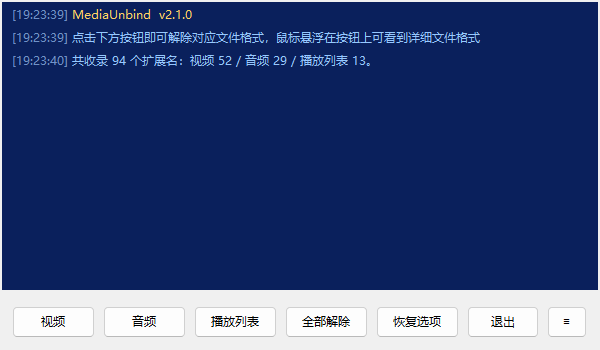 [19:23:39] MediaUnbind v2.1.0
[19:23:39] 点击下方按钮即可解除对应文件格式，鼠标悬浮在按钮上可看到详细文件格式
[19:23:40] 共收录 94 个扩展名：视频 52 / 音频 29 / 播放列表 13。
视频 音频 播放列表 全部解除 恢复选项 退出 ≡